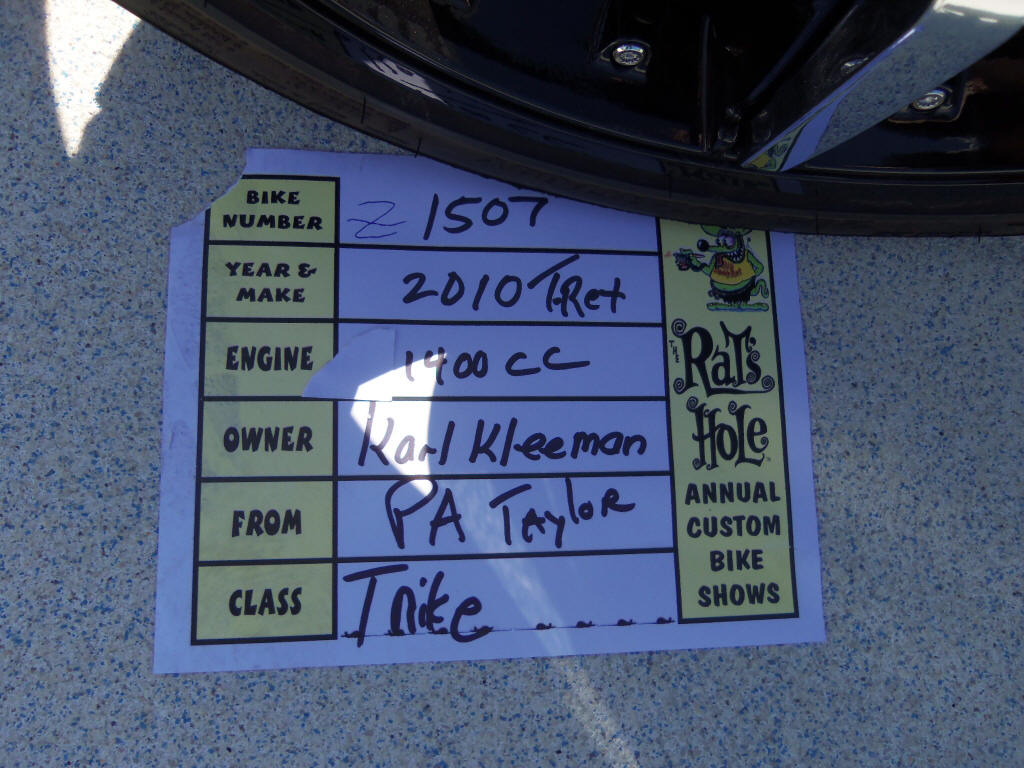 BIKE NUMBER Z 1507
YEAR & MAKE 2010 T-Ret
ENGINE 1400 CC
OWNER Karl Kleeman
FROM PA Taylor
CLASS Trike
THE
RAT'S
HOLE
ANNUAL
CUSTOM
BIKE
SHOWS